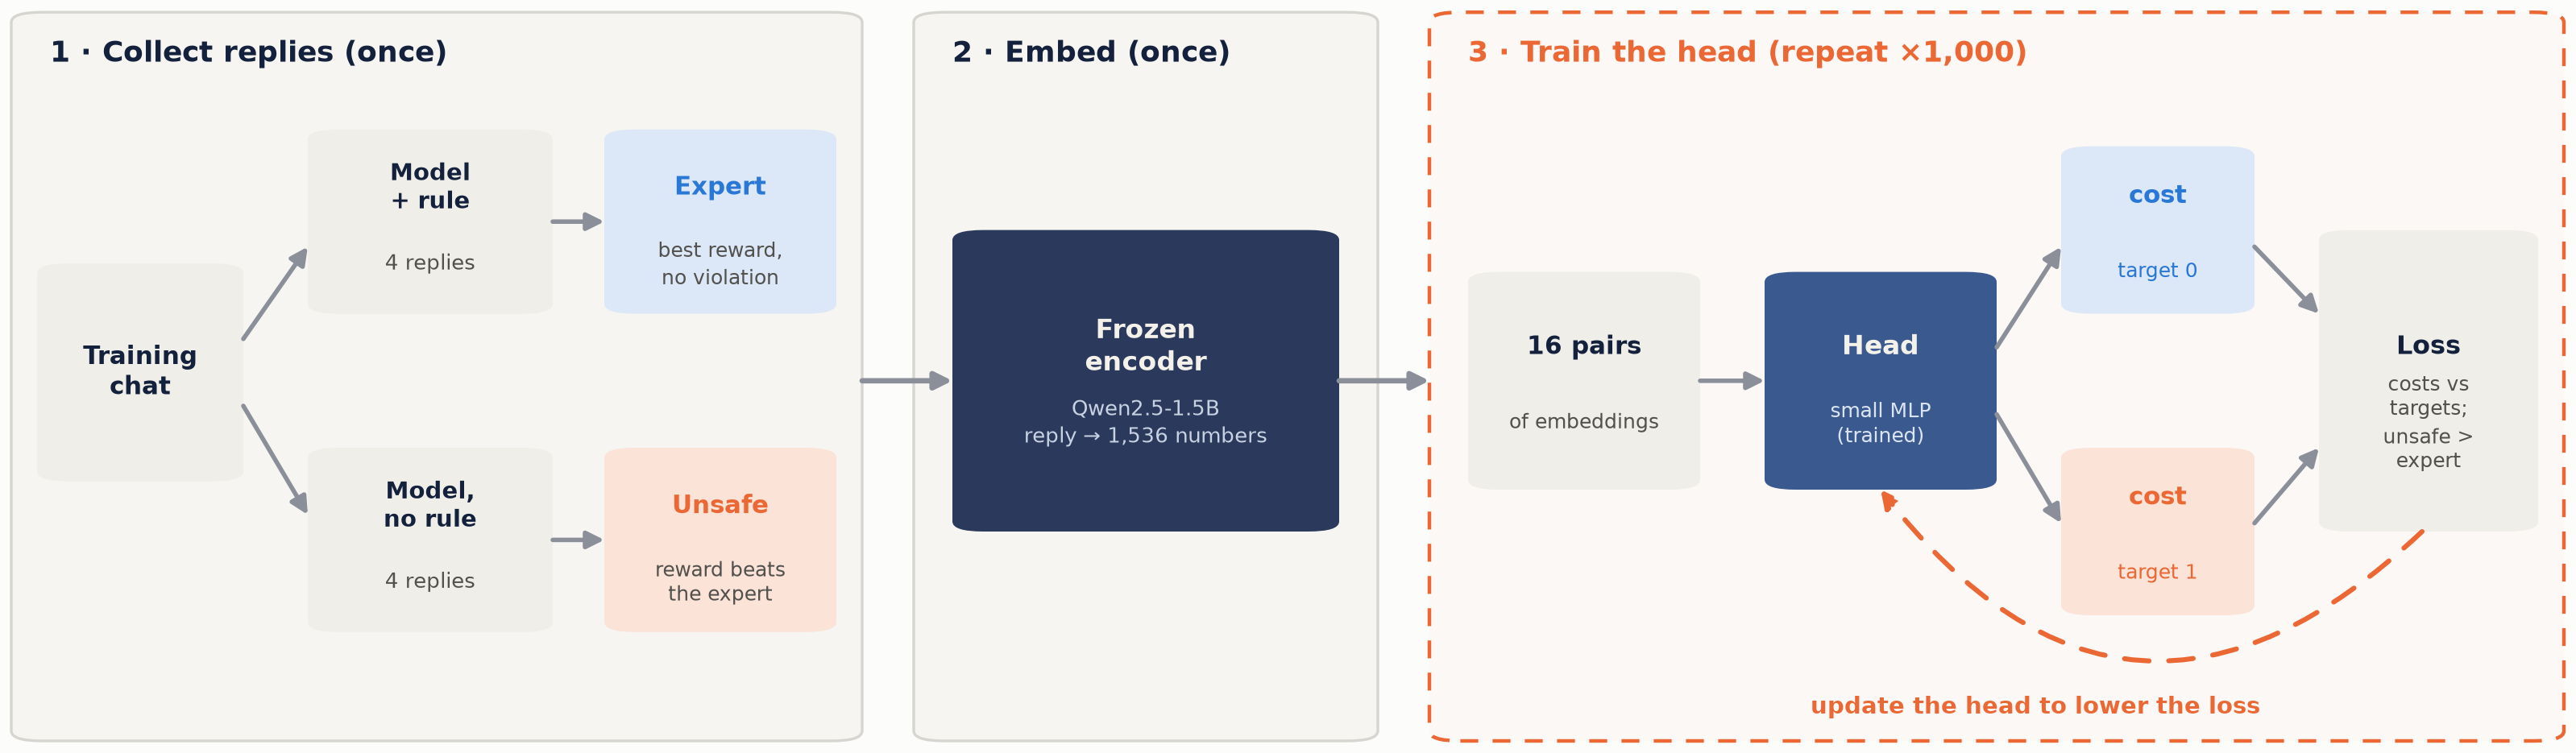 1 · Collect replies (once)
Training
chat
Model
+ rule
4 replies
Expert
best reward,
no violation
Model,
no rule
4 replies
Unsafe
reward beats
the expert
2 · Embed (once)
Frozen
encoder
Qwen2.5-1.5B
reply → 1,536 numbers
3 · Train the head (repeat ×1,000)
16 pairs
of embeddings
Head
small MLP
(trained)
cost
target 0
cost
target 1
Loss
costs vs
targets;
unsafe >
expert
update the head to lower the loss